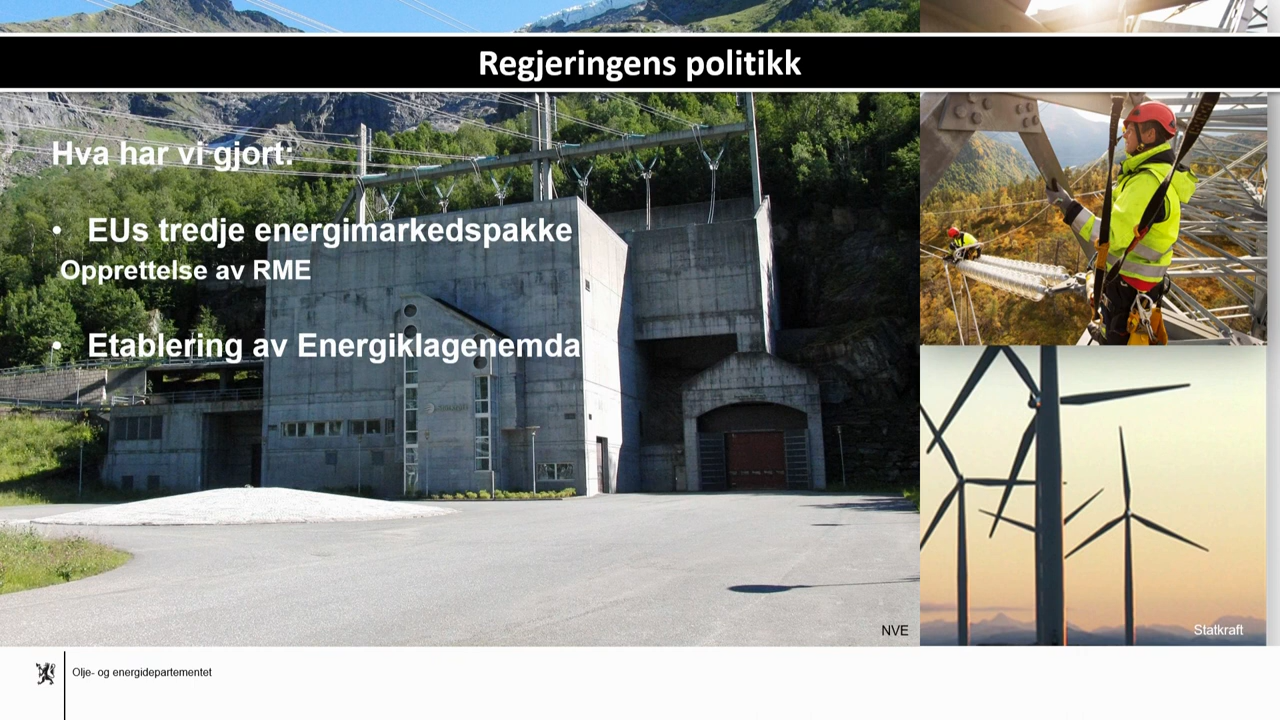 Regjeringens politikk
Hva har vi gjort:
• EUs tredje energimarkedspakke
Opprettelse av RME
• Etablering av Energiklagenemda
NVE
Statkraft
Olje- og energidepartementet